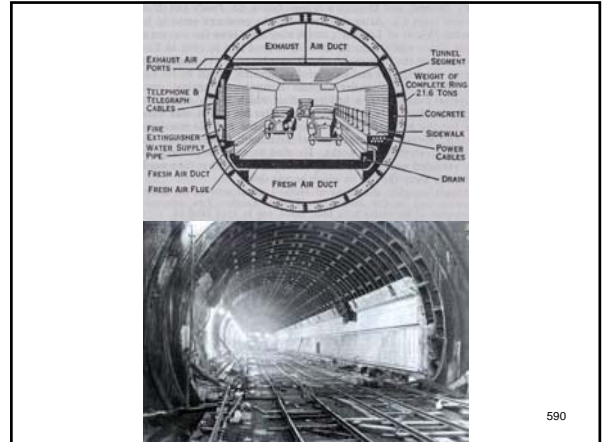 EXHAUST AIR DUCT
EXHAUST AIR
PORTS
TELEPHONE &
TELEGRAPH
CABLES
FIRE
EXTINGUISHER
WATER SUPPLY
PIPE
FRESH AIR DUCT
FRESH AIR FLUE
FRESH AIR DUCT
TUNNEL
SEGMENT
WEIGHT OF
COMPLETE RING
21.6 TONS
CONCRETE
SIDEWALK
POWER
CABLES
DRAIN
590